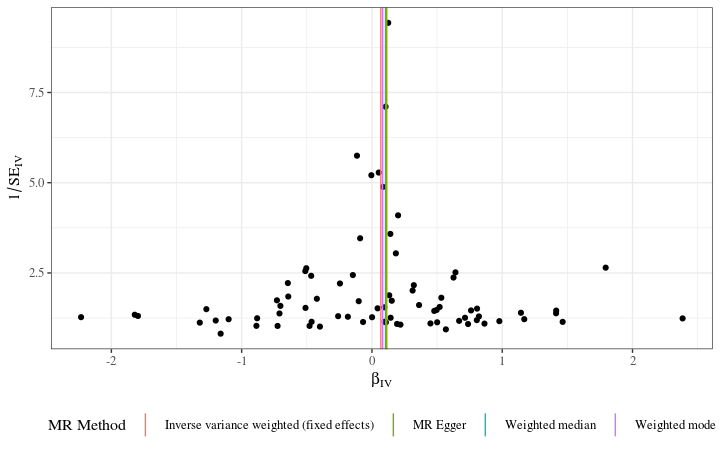 7.5
5.0
2.5
1/SE_IV
-2
-1
0
1
2
β_IV
MR Method
Inverse variance weighted (fixed effects)
MR Egger
Weighted median
Weighted mode